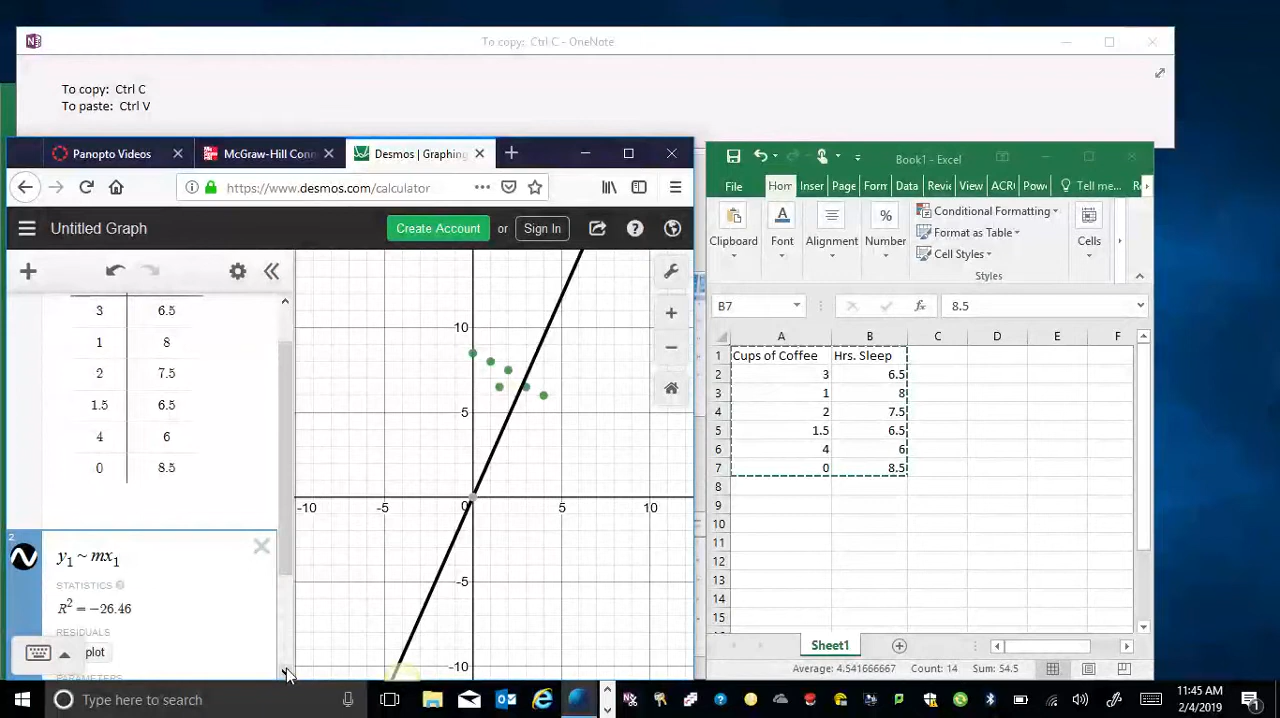 To copy: Ctrl C - OneNote
To copy: Ctrl C
To paste: Ctrl V
Panopto Videos
McGraw-Hill Conn
Desmos | Graphing
https://www.desmos.com/calculator
Untitled Graph
Create Account or Sign In
3 6.5
1 8
2 7.5
1.5 6.5
4 6
0 8.5
2
y₁ ~ mx₁
STATISTICS
R² = −26.46
RESIDUALS
plot
10
5
-10 -5 0 5 10
-5
-10
Book1 - Excel
File Hom Inser Page Form Data Revi View ACR Powe Tell me...
Clipboard Font Alignment Number
Conditional Formatting
Format as Table
Cell Styles
Styles
Cells
B7 fx 8.5
A B C D E F
1 Cups of Coffee Hrs. Sleep
2 3 6.5
3 1 8
4 2 7.5
5 1.5 6.5
6 4 6
7 0 8.5
8
9
10
11
12
13
14
15
Sheet1
Average: 4.541666667 Count: 14 Sum: 54.5
Type here to search
11:45 AM
2/4/2019